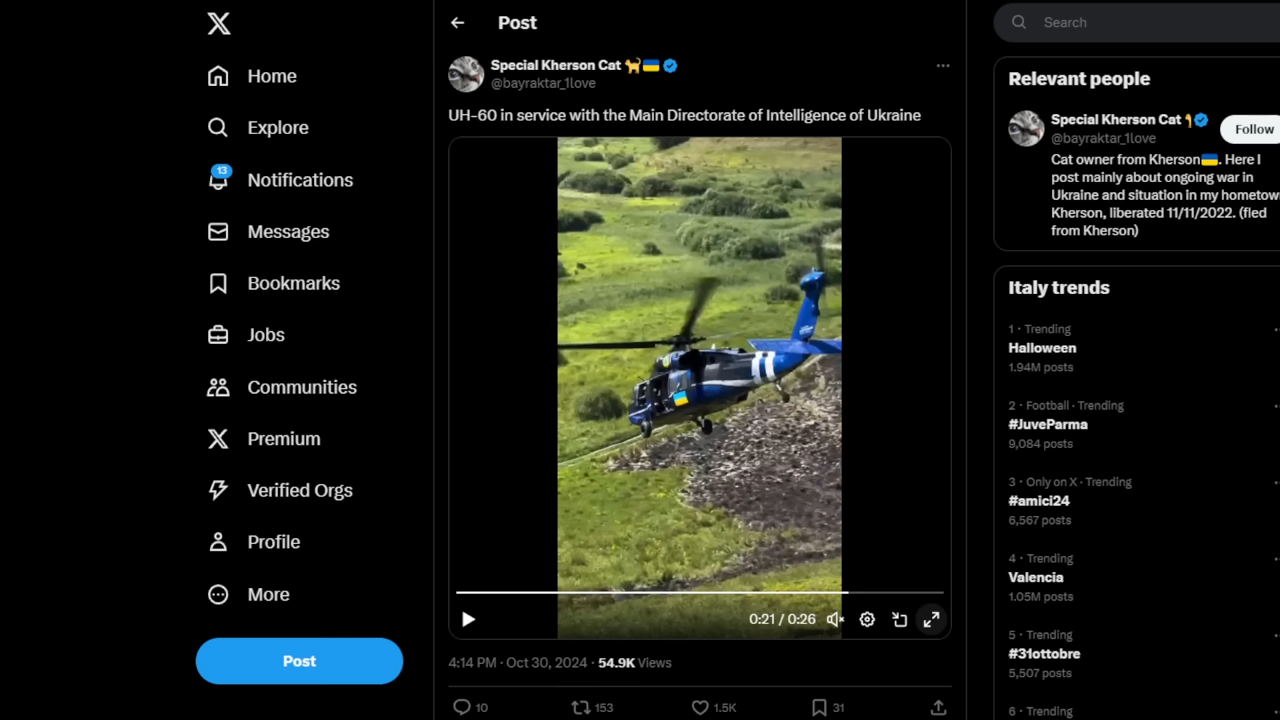 Home
Explore
13
Notifications
Messages
Bookmarks
Jobs
Communities
Premium
Verified Orgs
Profile
More
Post
Post
Special Kherson Cat 🐈🇺🇦
@bayraktar_1love
UH-60 in service with the Main Directorate of Intelligence of Ukraine
0:21 / 0:26
4:14 PM · Oct 30, 2024 · 54.9K Views
10
153
1.5K
31
Search
Relevant people
Special Kherson Cat
@bayraktar_1love
Follow
Cat owner from Kherson🇺🇦. Here I
post mainly about ongoing war in
Ukraine and situation in my hometown
Kherson, liberated 11/11/2022. (fled
from Kherson)
Italy trends
1 · Trending
Halloween
1.94M posts
2 · Football · Trending
#JuveParma
9,084 posts
3 · Only on X · Trending
#amici24
6,567 posts
4 · Trending
Valencia
1.05M posts
5 · Trending
#31ottobre
5,507 posts
6 · Trending